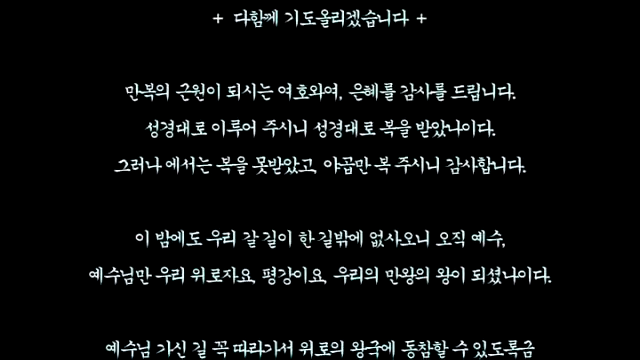 + 다함께 기도올리겠습니다 +
만복의 근원이 되시는 여호와여, 은혜를 감사를 드립니다.
성경대로 이루어 주시니 성경대로 복을 받았나이다.
그러나 에서는 복을 못받았고, 야곱만 복 주시니 감사합니다.
이 밤에도 우리 갈 길이 한 길밖에 없사오니 오직 예수,
예수님만 우리 위로자요, 평강이요, 우리의 만왕의 왕이 되셨나이다.
예수님 가신 길 꼭 따라가서 위로의 왕국에 동참할 수 있도록금